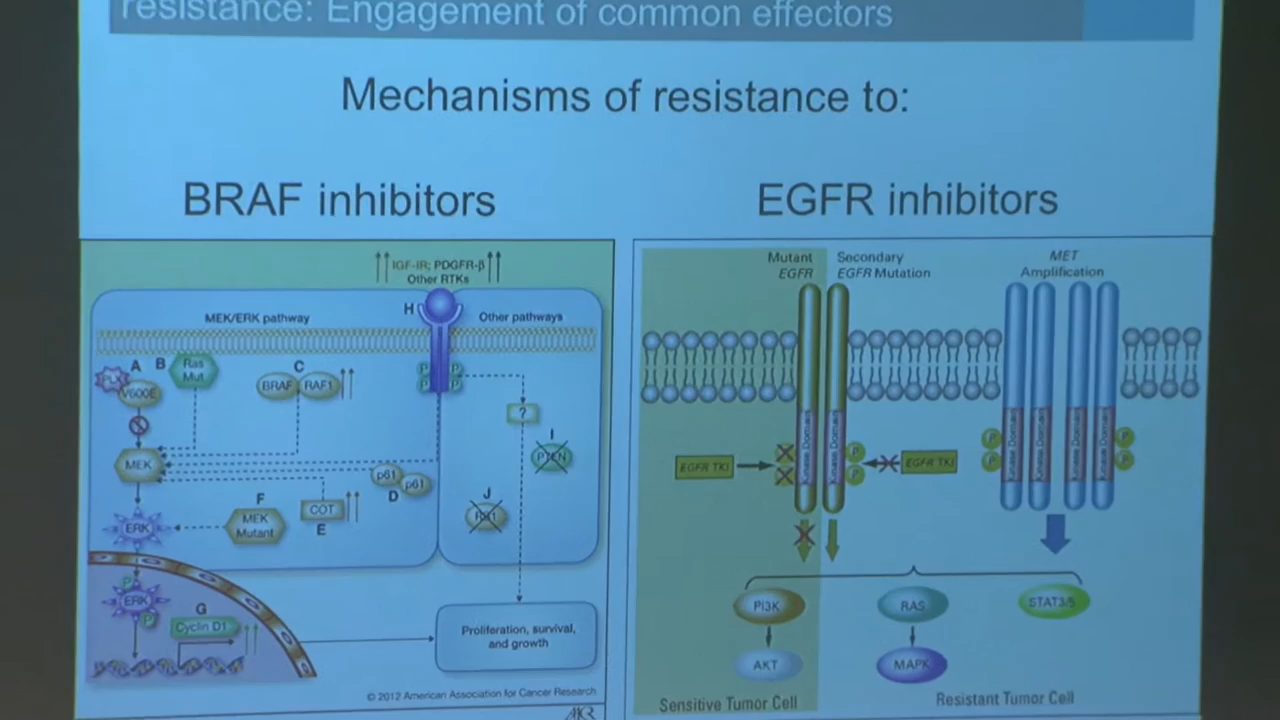 resistance: Engagement of common effectors
Mechanisms of resistance to:
BRAF inhibitors
EGFR inhibitors
IGF-IR; PDGFR-β
Other RTKs
H
MEK/ERK pathway
Other pathways
A
B
Ras
Mut
C
V600E
BRAF
RAF1
P P
P P
?
I
PTEN
MEK
p61
p61
D
J
F
COT
E
MEK
Mutant
ERK
P
ERK
P
G
Cyclin D1
Proliferation, survival,
and growth
© 2012 American Association for Cancer Research
Mutant
EGFR
Secondary
EGFR Mutation
MET
Amplification
Kinase Domain
Kinase Domain
Kinase Domain
Kinase Domain
Kinase Domain
Kinase Domain
P
P
P
P
P
P
EGFR TKI
EGFR TKI
PI3K
RAS
STAT3/5
AKT
MAPK
Sensitive Tumor Cell
Resistant Tumor Cell